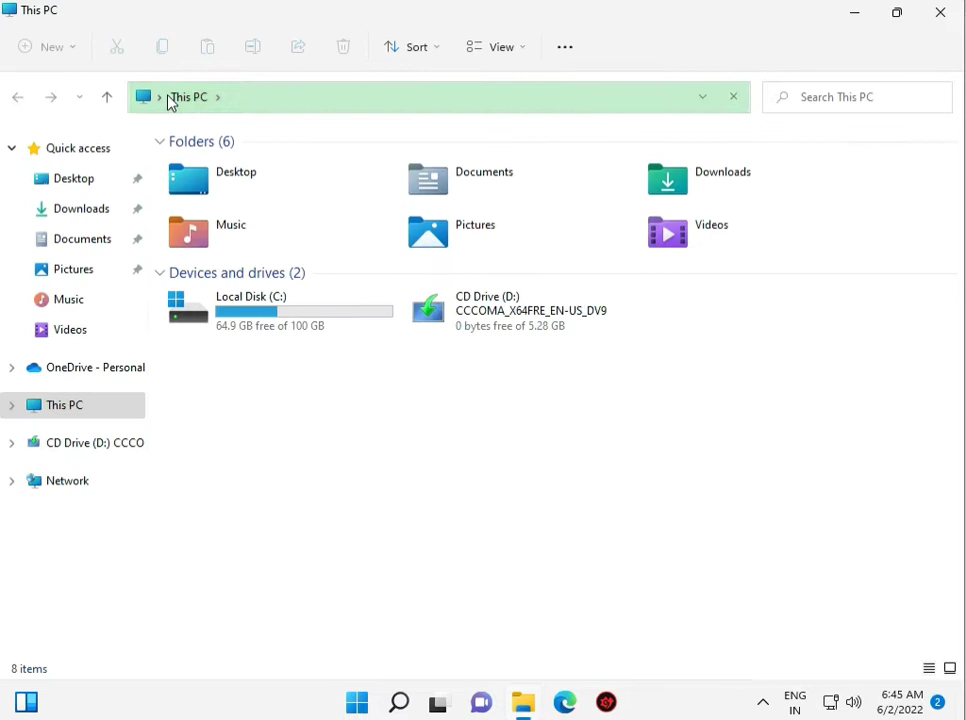 This PC
New
Sort
View
This PC
Search This PC
Quick access
Desktop
Downloads
Documents
Pictures
Music
Videos
OneDrive - Personal
This PC
CD Drive (D:) CCCO
Network
Folders (6)
Desktop
Documents
Downloads
Music
Pictures
Videos
Devices and drives (2)
Local Disk (C:)
64.9 GB free of 100 GB
CD Drive (D:)
CCCOMA_X64FRE_EN-US_DV9
0 bytes free of 5.28 GB
8 items
ENG
IN
6:45 AM
6/2/2022
2